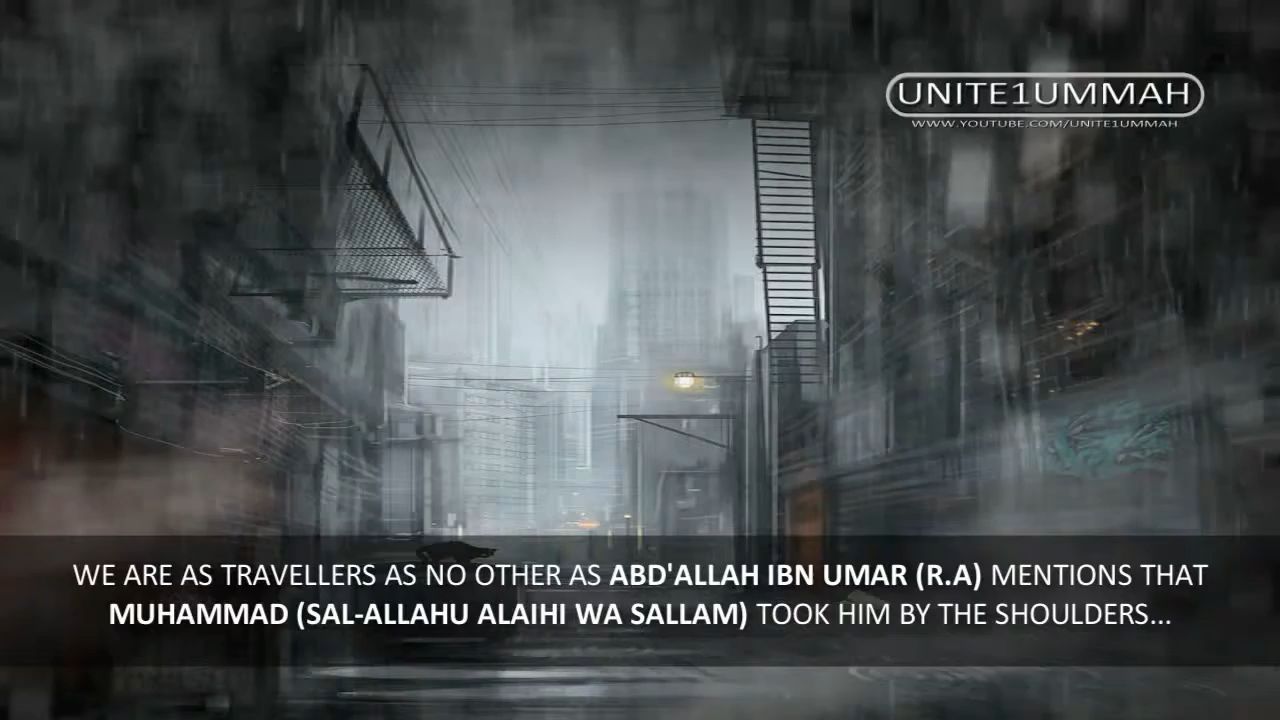 UNITE1UMMAH
WWW.YOUTUBE.COM/UNITE1UMMAH
WE ARE AS TRAVELLERS AS NO OTHER AS ABD'ALLAH IBN UMAR (R.A) MENTIONS THAT
MUHAMMAD (SAL-ALLAHU ALAIHI WA SALLAM) TOOK HIM BY THE SHOULDERS...